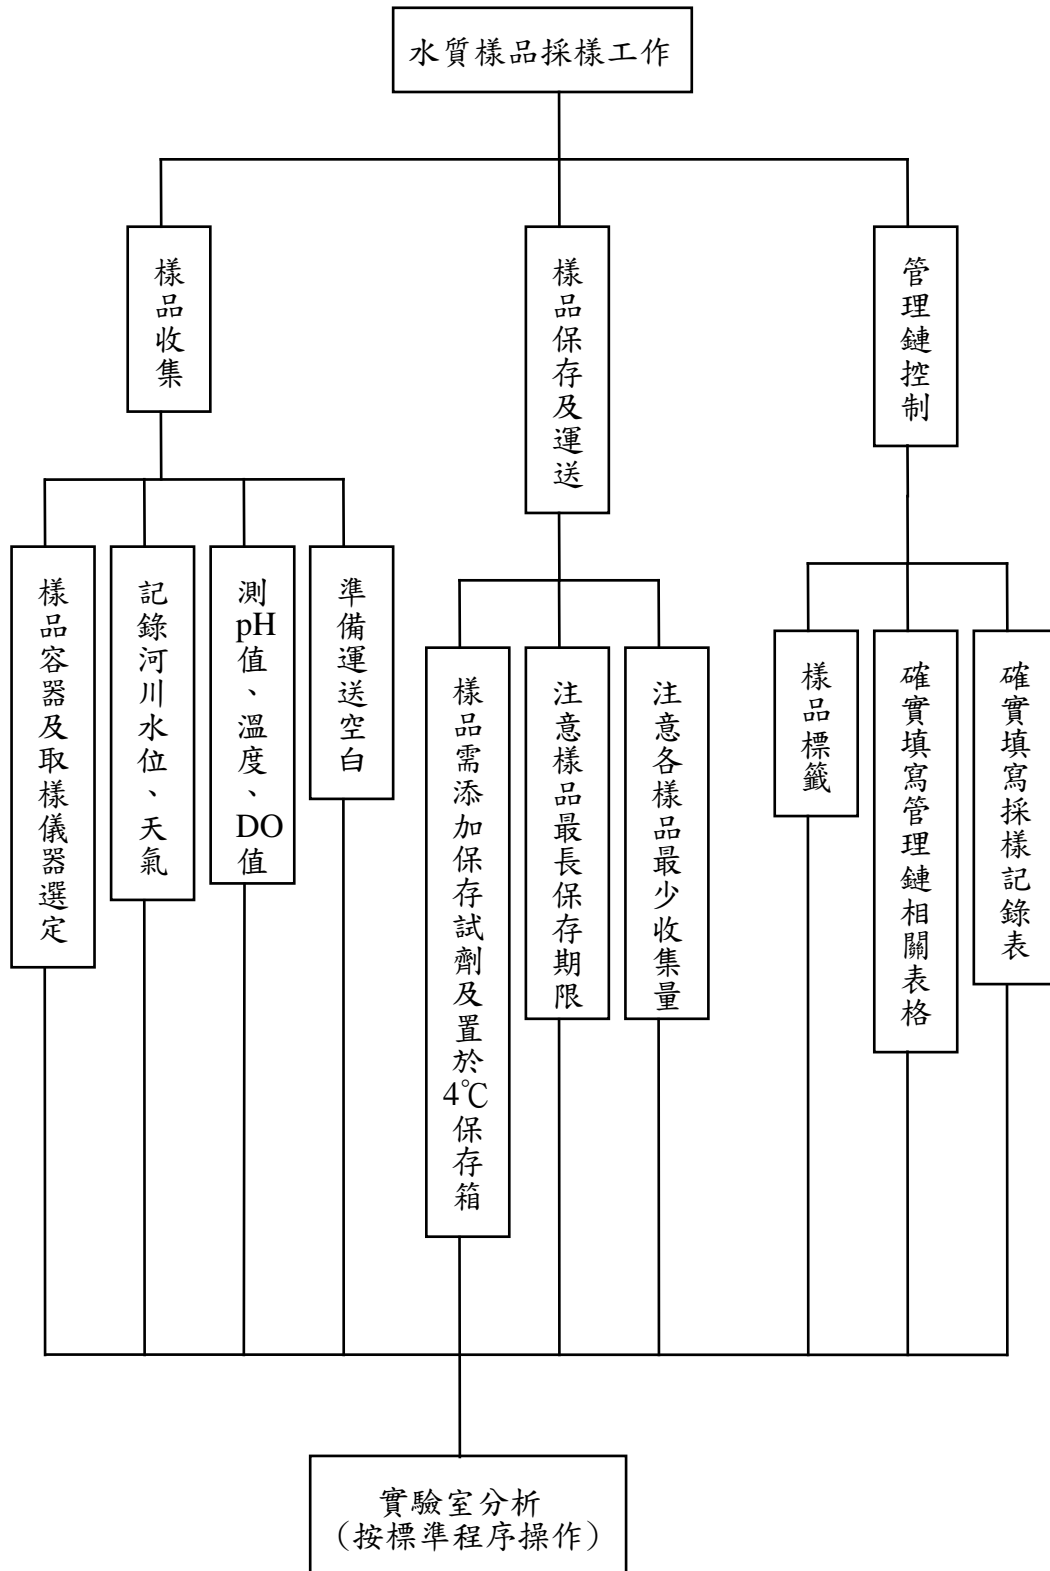 水質樣品採樣工作
樣品收集
樣品保存及運送
管理鏈控制
樣品容器及取樣儀器選定
記錄河川水位、天氣
測pH值、溫度、DO值
準備運送空白
樣品需添加保存試劑及置於4℃保存箱
注意樣品最長保存期限
注意各樣品最少收集量
樣品標籤
確實填寫管理鏈相關表格
確實填寫採樣記錄表
實驗室分析
（按標準程序操作）